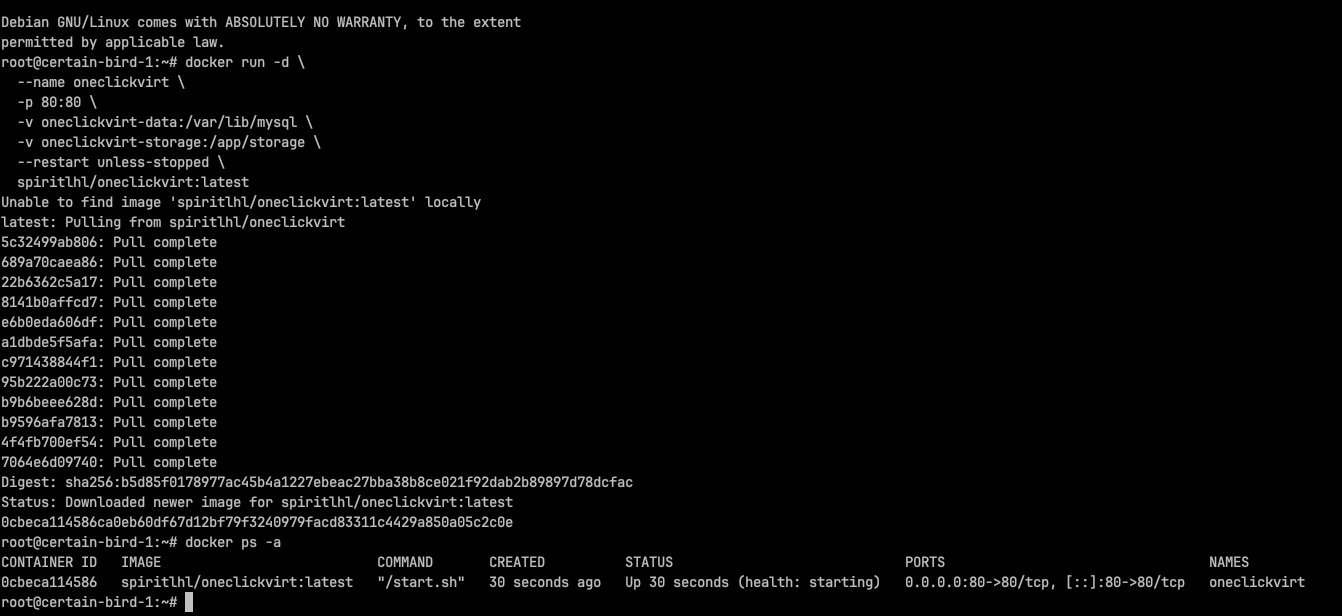 Debian GNU/Linux comes with ABSOLUTELY NO WARRANTY, to the extent
permitted by applicable law.
root@certain-bird-1:~# docker run -d \
  --name oneclickvirt \
  -p 80:80 \
  -v oneclickvirt-data:/var/lib/mysql \
  -v oneclickvirt-storage:/app/storage \
  --restart unless-stopped \
  spiritlhl/oneclickvirt:latest
Unable to find image 'spiritlhl/oneclickvirt:latest' locally
latest: Pulling from spiritlhl/oneclickvirt
5c32499ab806: Pull complete
689a70caea86: Pull complete
22b6362c5a17: Pull complete
8141b0affcd7: Pull complete
e6b0eda606df: Pull complete
a1dbde5f5afa: Pull complete
c971438844f1: Pull complete
95b222a00c73: Pull complete
b9b6beee628d: Pull complete
b9596afa7813: Pull complete
4f4fb700ef54: Pull complete
7064e6d09740: Pull complete
Digest: sha256:b5d85f0178977ac45b4a1227ebeac27bba38b8ce021f92dab2b89897d78dcfac
Status: Downloaded newer image for spiritlhl/oneclickvirt:latest
0cbeca114586ca0eb60df67d12bf79f3240979facd83311c4429a850a05c2c0e
root@certain-bird-1:~# docker ps -a
CONTAINER ID   IMAGE                           COMMAND       CREATED          STATUS                             PORTS                                 NAMES
0cbeca114586   spiritlhl/oneclickvirt:latest   "/start.sh"   30 seconds ago   Up 30 seconds (health: starting)   0.0.0.0:80->80/tcp, [::]:80->80/tcp   oneclickvirt
root@certain-bird-1:~#